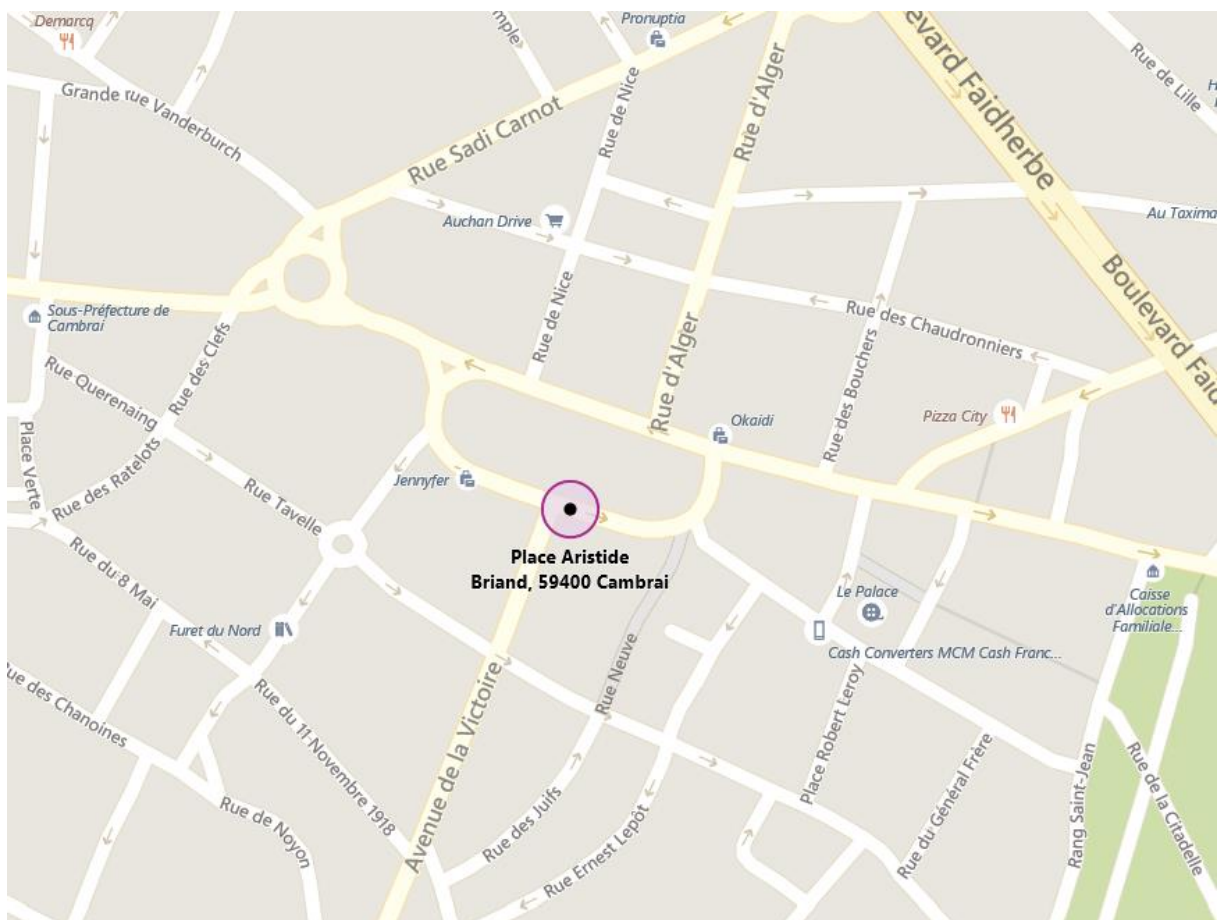 Demarcq
Pronuptia
Grande rue Vanderburch
Rue Sadi Carnot
Rue de Nice
Rue d'Alger
Boulevard Faidherbe
Rue de Lille
Auchan Drive
Au Taxima
Sous-Préfecture de
Cambrai
Rue des Clefs
Rue de Nice
Rue d'Alger
Rue des Chaudronniers
Rue des Bouchers
Boulevard Faid
Rue Querenaing
Place Verte
Rue des Ratelots
Okaidi
Pizza City
Jennyfer
Rue Tavelle
Place Aristide
Briand, 59400 Cambrai
Rue du 8 Mai
Le Palace
Caisse
d'Allocations
Familiale...
Furet du Nord
Cash Converters MCM Cash Franc...
Rue Neuve
Rue des Chanoines
Rue du 11 Novembre 1918
Avenue de la Victoire
Place Robert Leroy
Rue du Général Frère
Rang Saint-Jean
Rue de la Citadelle
Rue de Noyon
Rue des Juifs
Rue Ernest Lepôt